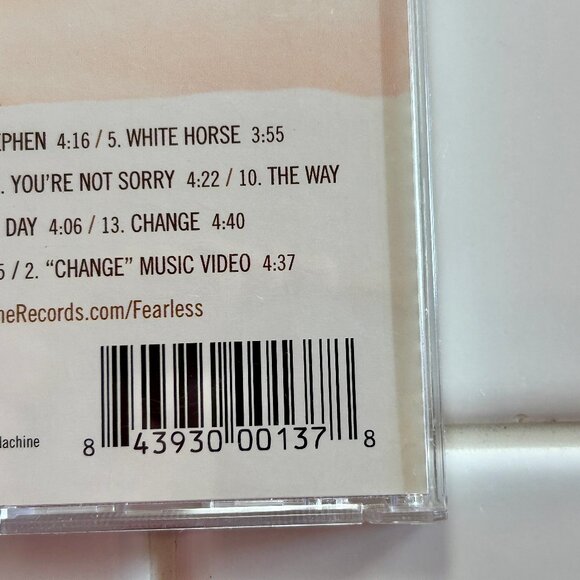 EPHEN 4:16 / 5. WHITE HORSE 3:55
. YOU'RE NOT SORRY 4:22 / 10. THE WAY
DAY 4:06 / 13. CHANGE 4:40
5 / 2. “CHANGE” MUSIC VIDEO 4:37
neRecords.com/Fearless
Machine
8 43930 00137 8